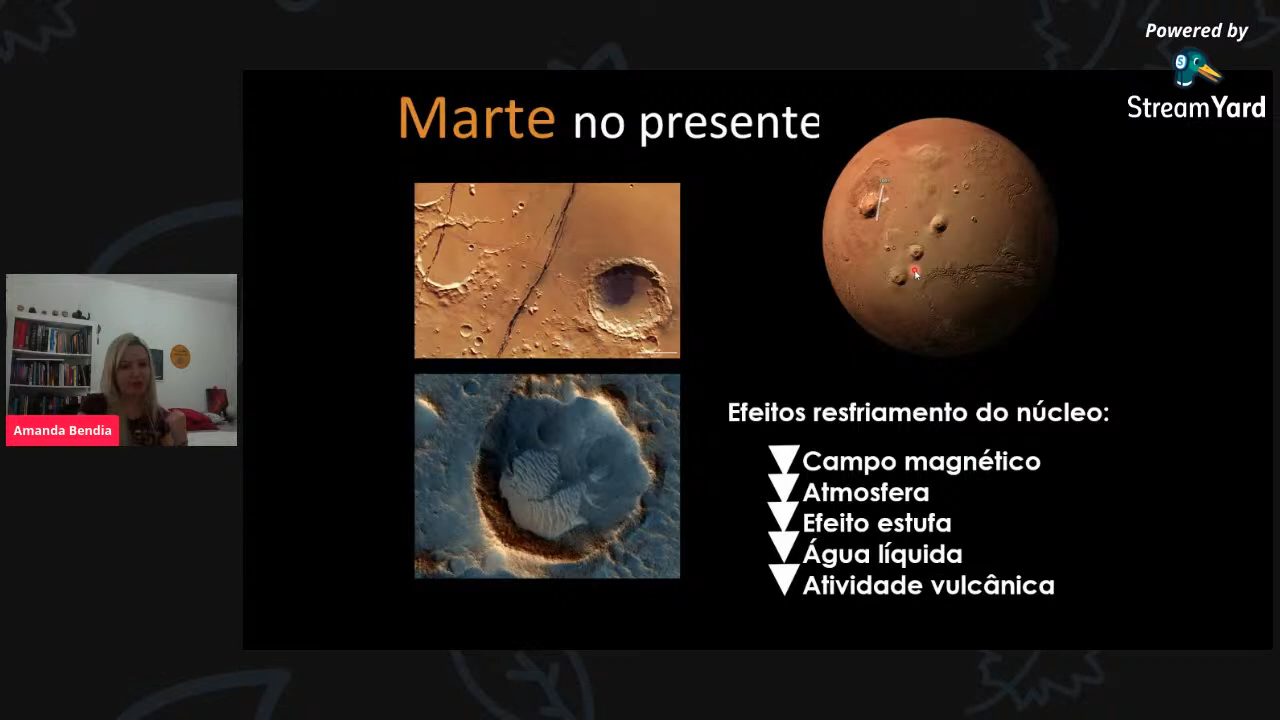 Powered by
StreamYard
Marte no presente
Amanda Bendia
Efeitos resfriamento do núcleo:
Campo magnético
Atmosfera
Efeito estufa
Água líquida
Atividade vulcânica